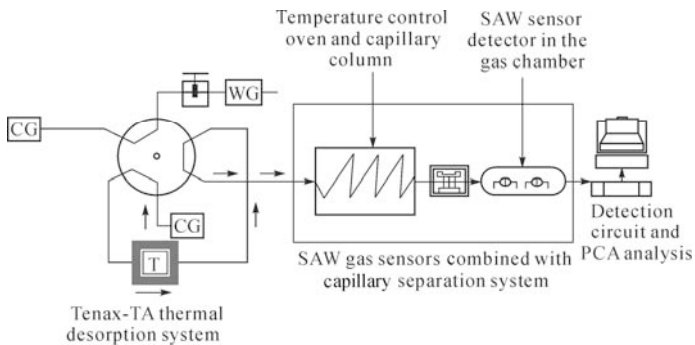 Temperature control
oven and capillary
column
SAW sensor
detector in the
gas chamber
WG
CG
CG
T
Tenax-TA thermal
desorption system
SAW gas sensors combined with
capillary separation system
Detection
circuit and
PCA analysis